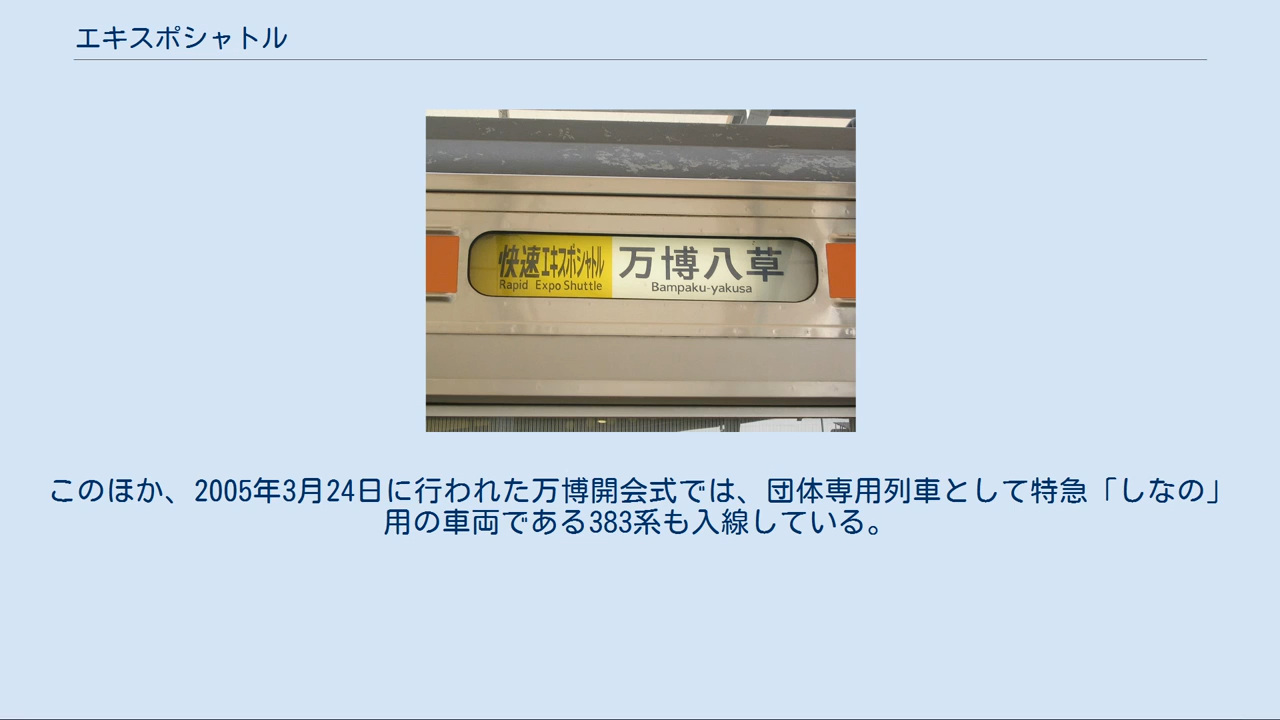 エキスポシャトル
快速エキスポシャトル 万博八草
Rapid Expo Shuttle Bampaku-yakusa
このほか、2005年3月24日に行われた万博開会式では、団体専用列車として特急「しなの」
用の車両である383系も入線している。